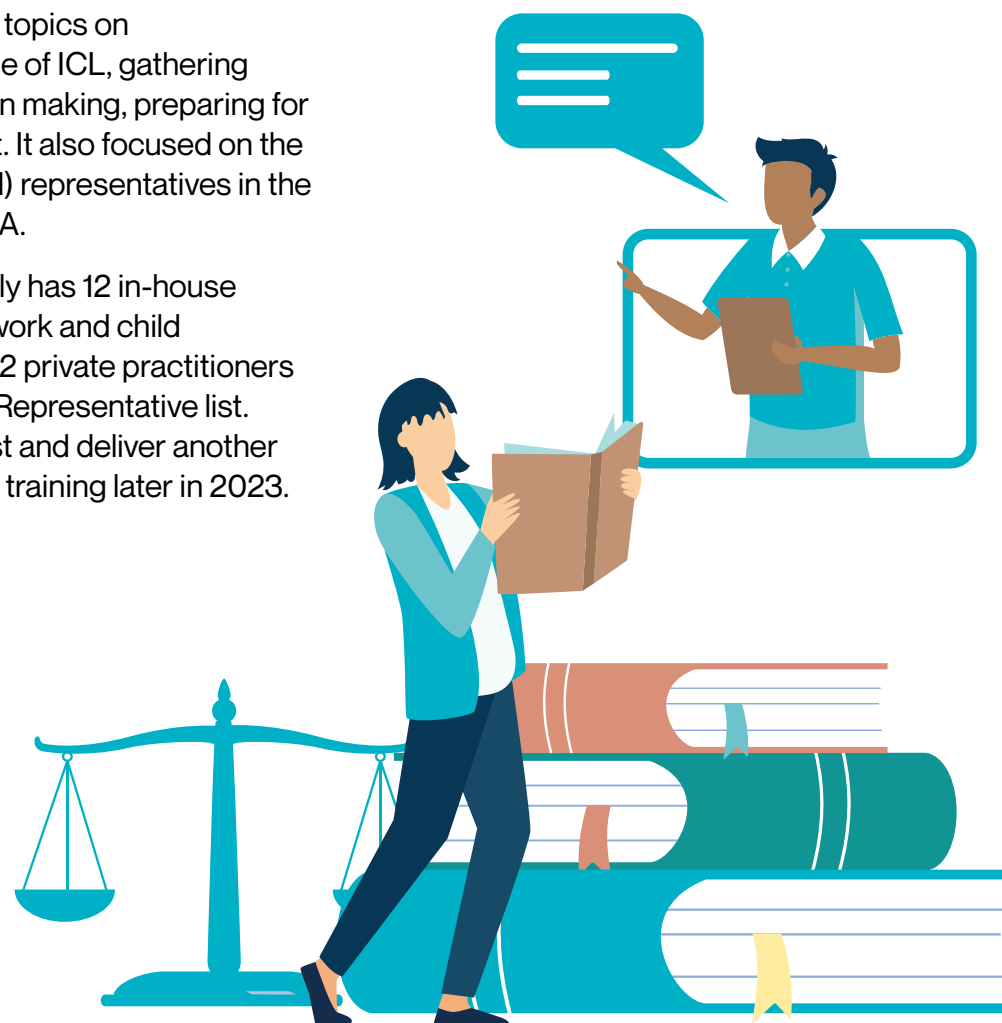 topics on
e of ICL, gathering
n making, preparing for
t. It also focused on the
l) representatives in the
A.
ly has 12 in-house
work and child
2 private practitioners
Representative list.
st and deliver another
training later in 2023.